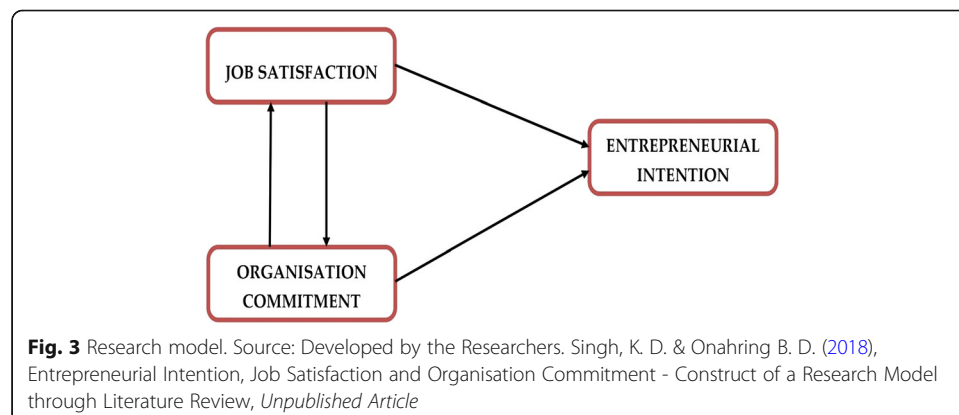 JOB SATISFACTION
ENTREPRENEURIAL
INTENTION
ORGANISATION
COMMITMENT
Fig. 3 Research model. Source: Developed by the Researchers. Singh, K. D. & Onahring B. D. (2018),
Entrepreneurial Intention, Job Satisfaction and Organisation Commitment - Construct of a Research Model
through Literature Review, Unpublished Article